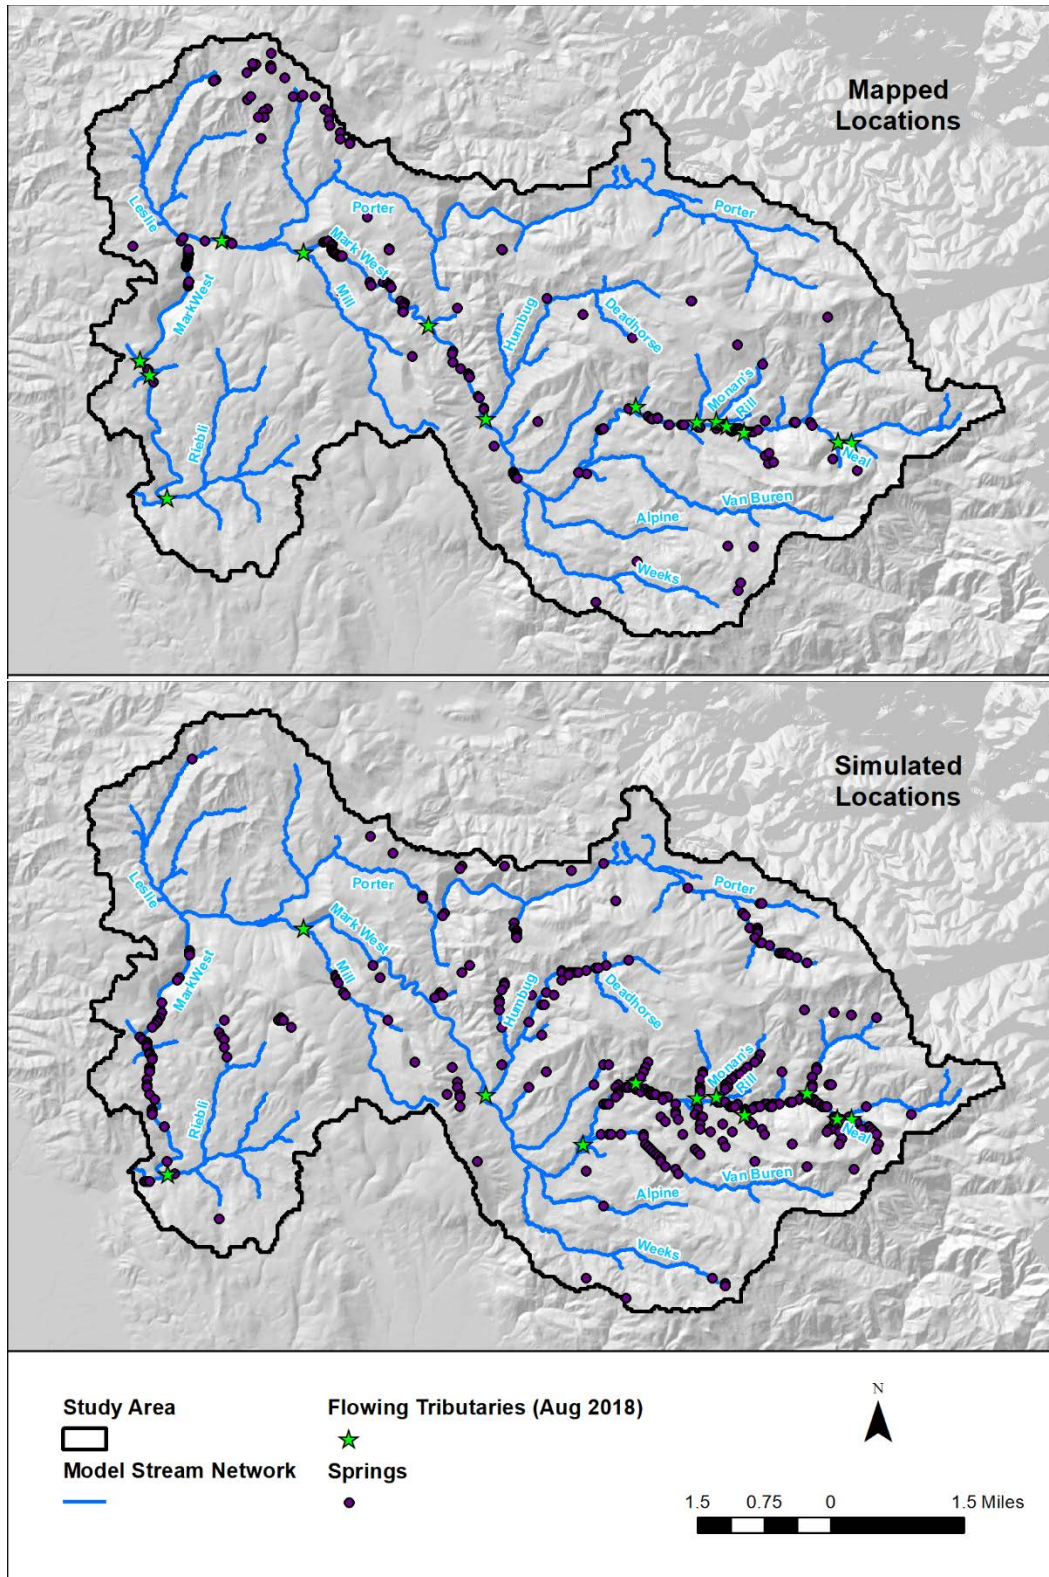 Mapped
Locations
Leslie
Porter
Porter
Mark West
MarkWest
Mill
Humbug
Deadhorse
Monan's
Rill
Riebli
Neal
Van Buren
Alpine
Weeks
Simulated
Locations
Leslie
Porter
Porter
Mark West
MarkWest
Mill
Humbug
Deadhorse
Monan's
Rill
Riebli
Neal
Van Buren
Alpine
Weeks
Study Area
Flowing Tributaries (Aug 2018)
Model Stream Network
Springs
N
1.5 0.75 0 1.5 Miles